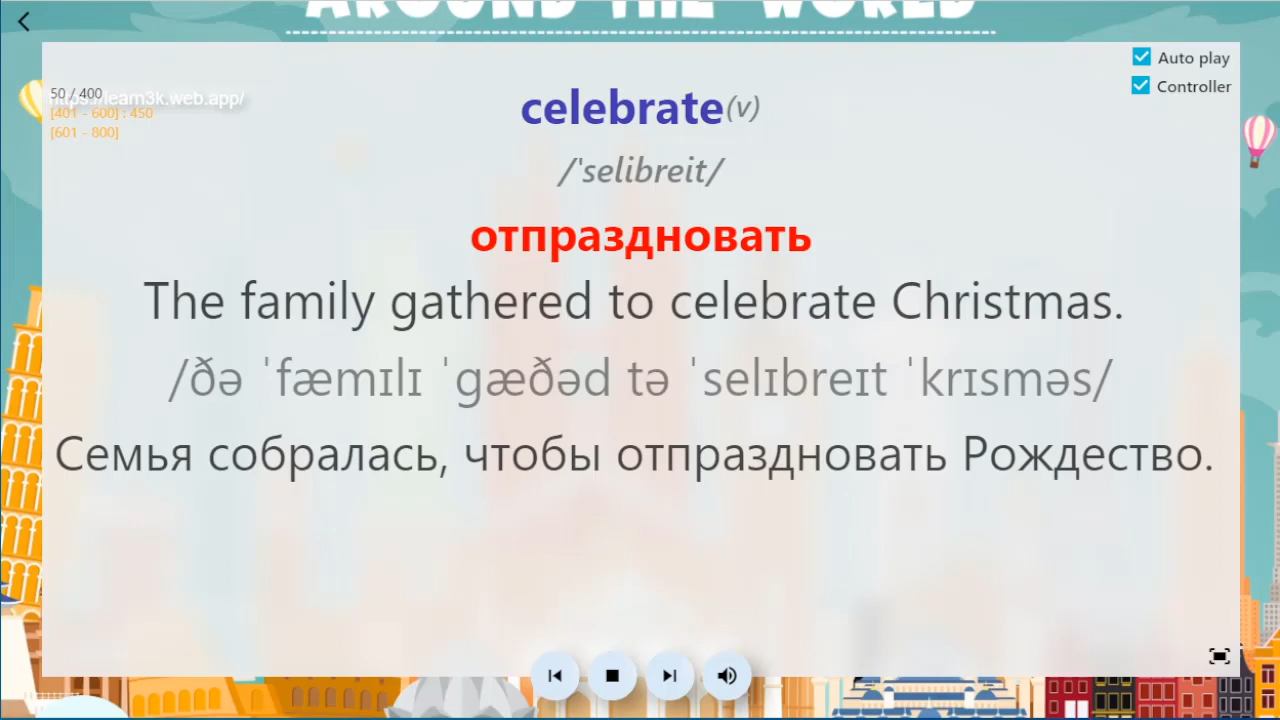 AROUND THE WORLD
Auto play
Controller
50 / 400
https://learn3k.web.app/
[401 - 600] : 450
[601 - 800]
celebrate(v)
/'selibreit/
отпраздновать
The family gathered to celebrate Christmas.
/ðə ˈfæmɪlɪ ˈgæðəd tə ˈselɪbreɪt ˈkrɪsməs/
Семья собралась, чтобы отпраздновать Рождество.